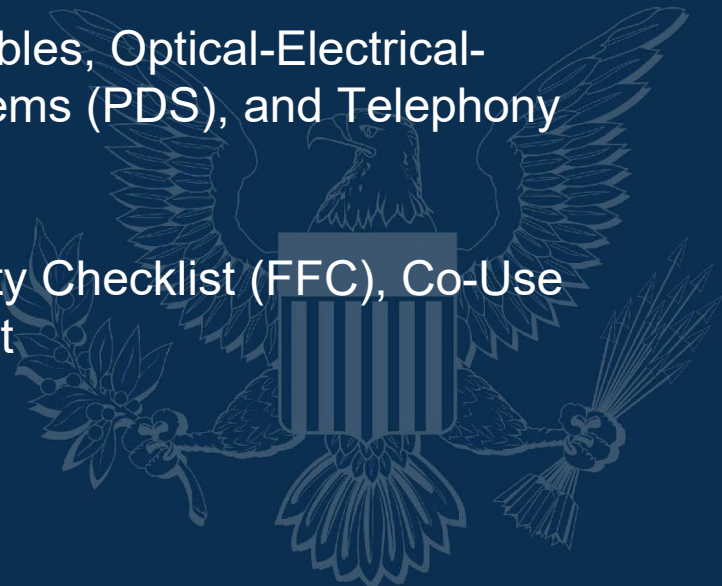 bles, Optical-Electrical-
ems (PDS), and Telephony
ty Checklist (FFC), Co-Use
t